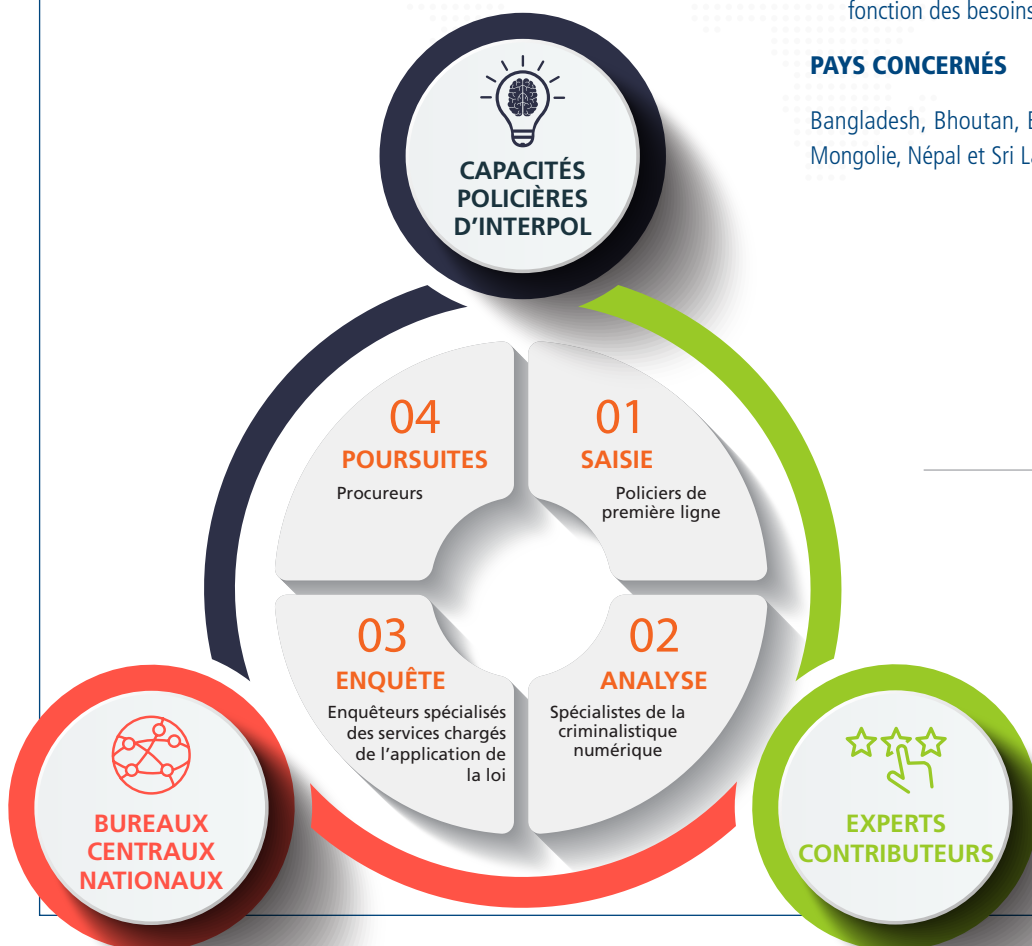 fonction des besoins
PAYS CONCERNÉS
Bangladesh, Bhoutan,
Mongolie, Népal et Sri
CAPACITÉS
POLICIÈRES
D'INTERPOL
04
POURSUITES
Procureurs
01
SAISIE
Policiers de
première ligne
03
ENQUÊTE
Enquêteurs spécialisés
des services chargés
de l'application de
la loi
02
ANALYSE
Spécialistes de la
criminalistique
numérique
BUREAUX
CENTRAUX
NATIONAUX
EXPERTS
CONTRIBUTEURS